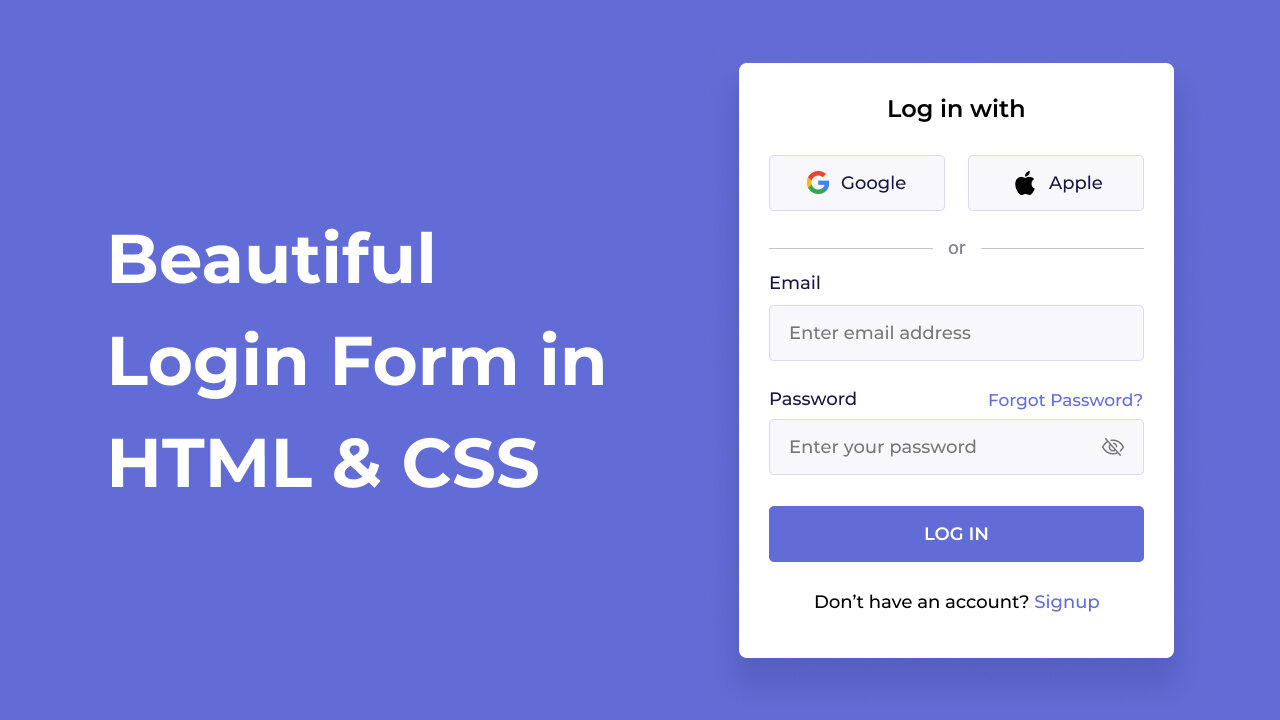 Beautiful
Login Form in
HTML & CSS
Log in with
Google
Apple
or
Email
Enter email address
Password
Forgot Password?
Enter your password
LOG IN
Don’t have an account? Signup